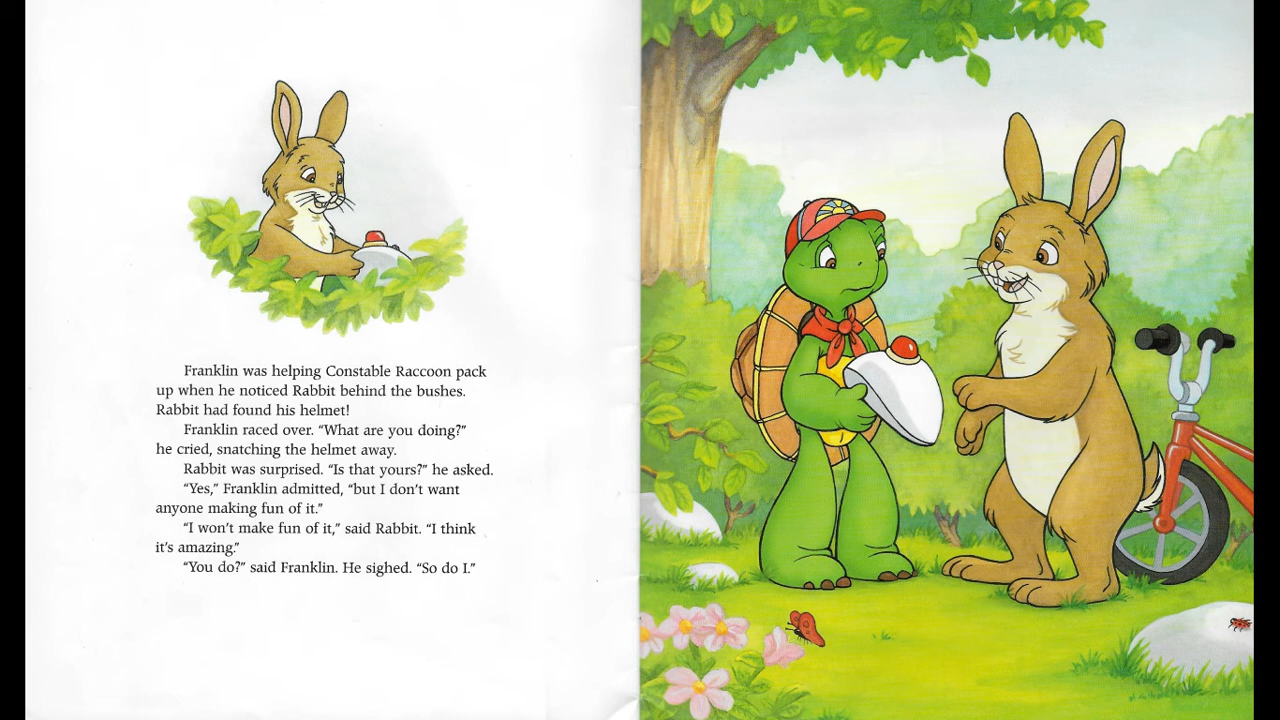 Franklin was helping Constable Raccoon pack
up when he noticed Rabbit behind the bushes.
Rabbit had found his helmet!
Franklin raced over. “What are you doing?”
he cried, snatching the helmet away.
Rabbit was surprised. “Is that yours?” he asked.
“Yes,” Franklin admitted, “but I don’t want
anyone making fun of it.”
“I won’t make fun of it,” said Rabbit. “I think
it’s amazing.”
“You do?” said Franklin. He sighed. “So do I.”